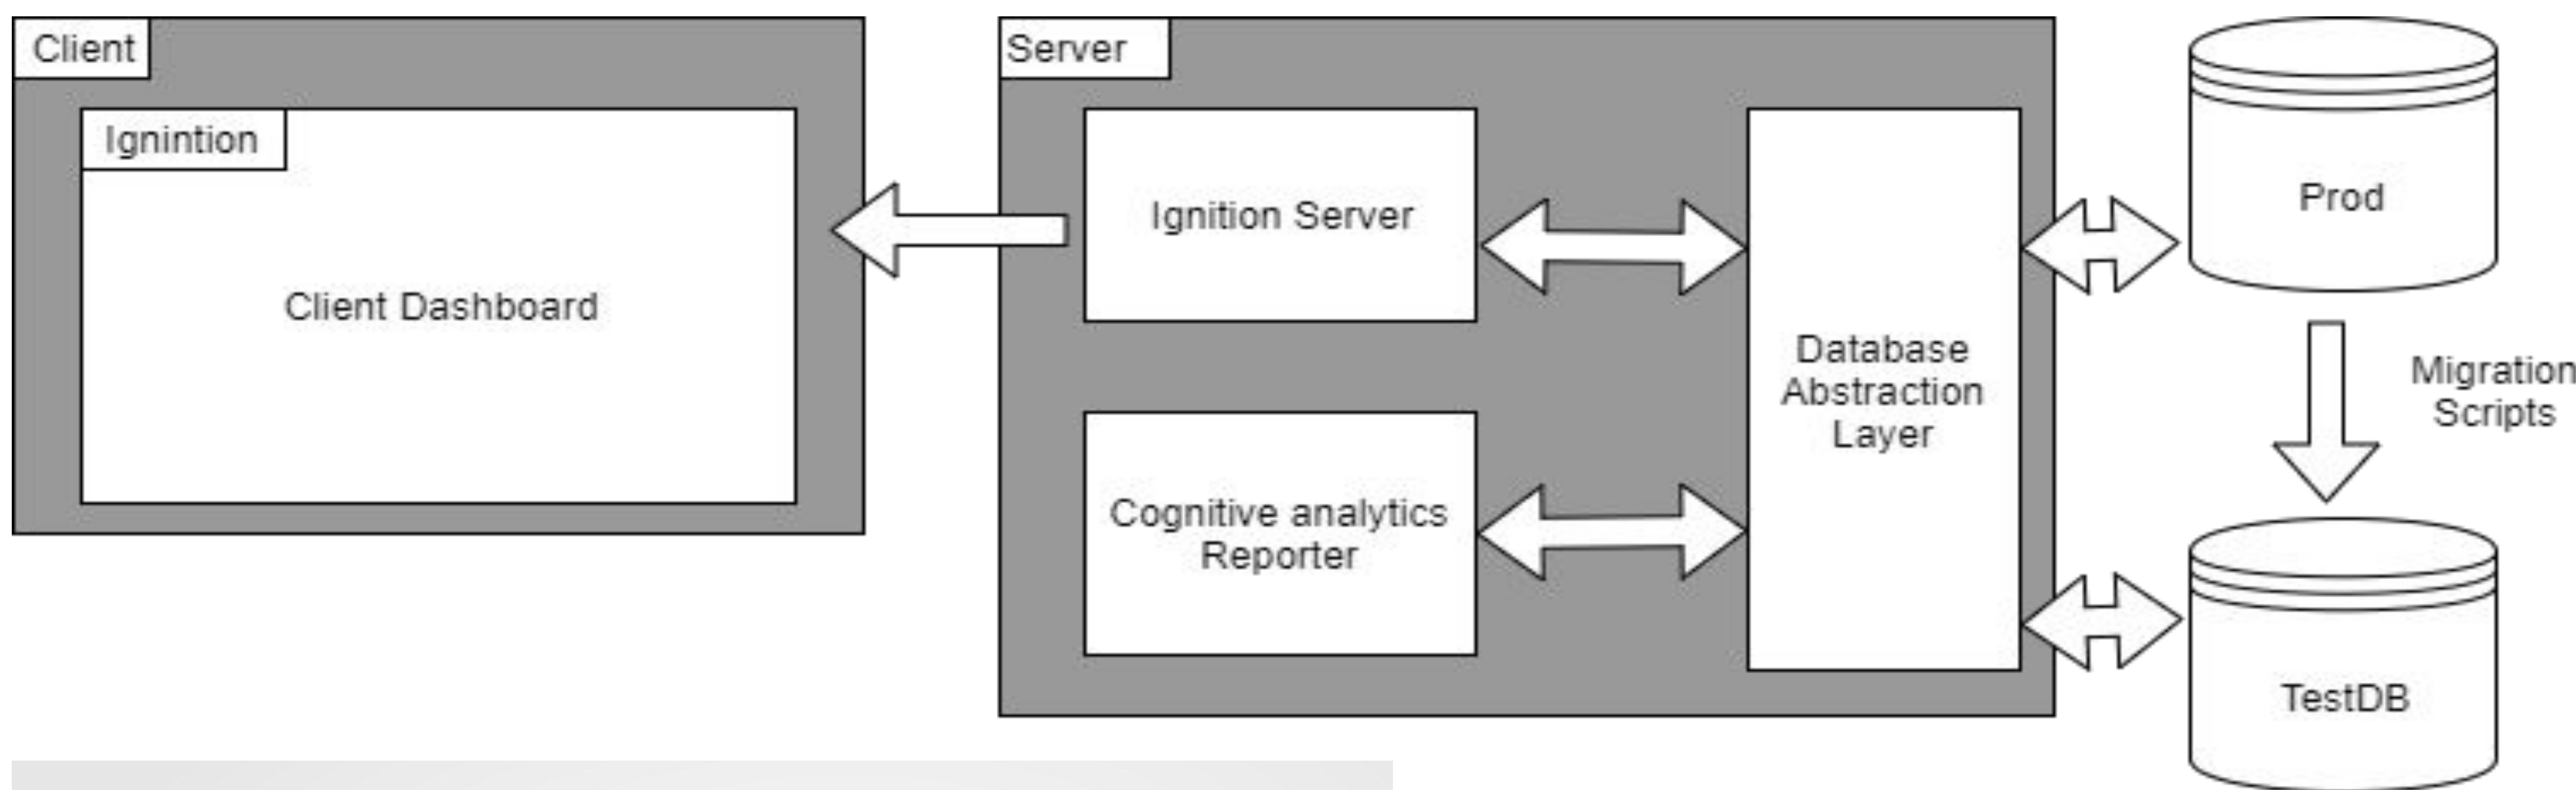 Client
Ignintion
Client Dashboard
Server
Ignition Server
Cognitive analytics
Reporter
Database
Abstraction
Layer
Prod
Migration
Scripts
TestDB